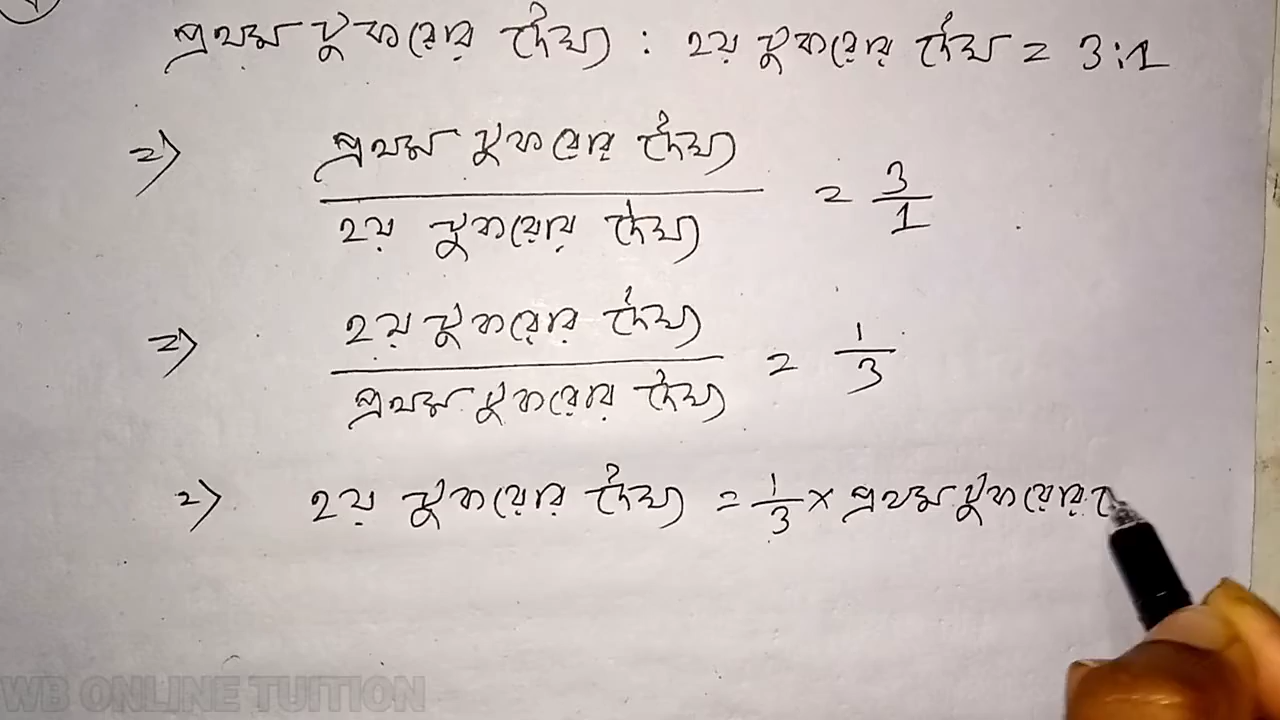 প্রথম টুকরোর দৈর্ঘ্য : ২য় টুকরোর দৈর্ঘ্য = 3:1
=> প্রথম টুকরোর দৈর্ঘ্য / ২য় টুকরোর দৈর্ঘ্য = 3/1
=> ২য় টুকরোর দৈর্ঘ্য / প্রথম টুকরোর দৈর্ঘ্য = 1/3
=> ২য় টুকরোর দৈর্ঘ্য = 1/3 × প্রথম টুকরোর
WB ONLINE TUITION